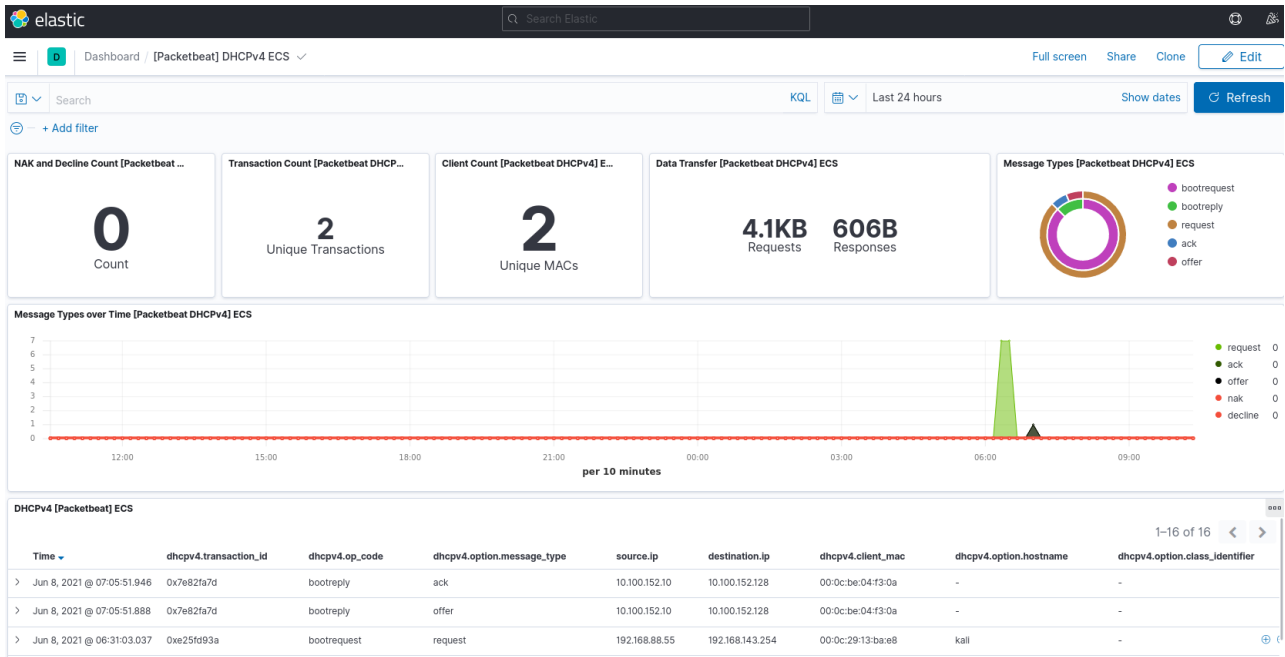 elastic
Search Elastic
D
Dashboard / [Packetbeat] DHCPv4 ECS
Full screen Share Clone Edit
Search
KQL
Last 24 hours
Show dates
Refresh
+ Add filter
NAK and Decline Count [Packetbeat ...
0
Count
Transaction Count [Packetbeat DHCP...
2
Unique Transactions
Client Count [Packetbeat DHCPv4] E...
2
Unique MACs
Data Transfer [Packetbeat DHCPv4] ECS
4.1KB 606B
Requests Responses
Message Types [Packetbeat DHCPv4] ECS
bootrequest
bootreply
request
ack
offer
Message Types over Time [Packetbeat DHCPv4] ECS
7
6
5
4
3
2
1
0
12:00 15:00 18:00 21:00 00:00 03:00 06:00 09:00
per 10 minutes
request 0
ack 0
offer 0
nak 0
decline 0
DHCPv4 [Packetbeat] ECS
1–16 of 16
Time dhcpv4.transaction_id dhcpv4.op_code dhcpv4.option.message_type source.ip destination.ip dhcpv4.client_mac dhcpv4.option.hostname dhcpv4.option.class_identifier
Jun 8, 2021 @ 07:05:51.946 0x7e82fa7d bootreply ack 10.100.152.10 10.100.152.128 00:0c:be:04:f3:0a - -
Jun 8, 2021 @ 07:05:51.888 0x7e82fa7d bootreply offer 10.100.152.10 10.100.152.128 00:0c:be:04:f3:0a - -
Jun 8, 2021 @ 06:31:03.037 0xe25fd93a bootrequest request 192.168.88.55 192.168.143.254 00:0c:29:13:ba:e8 kali -